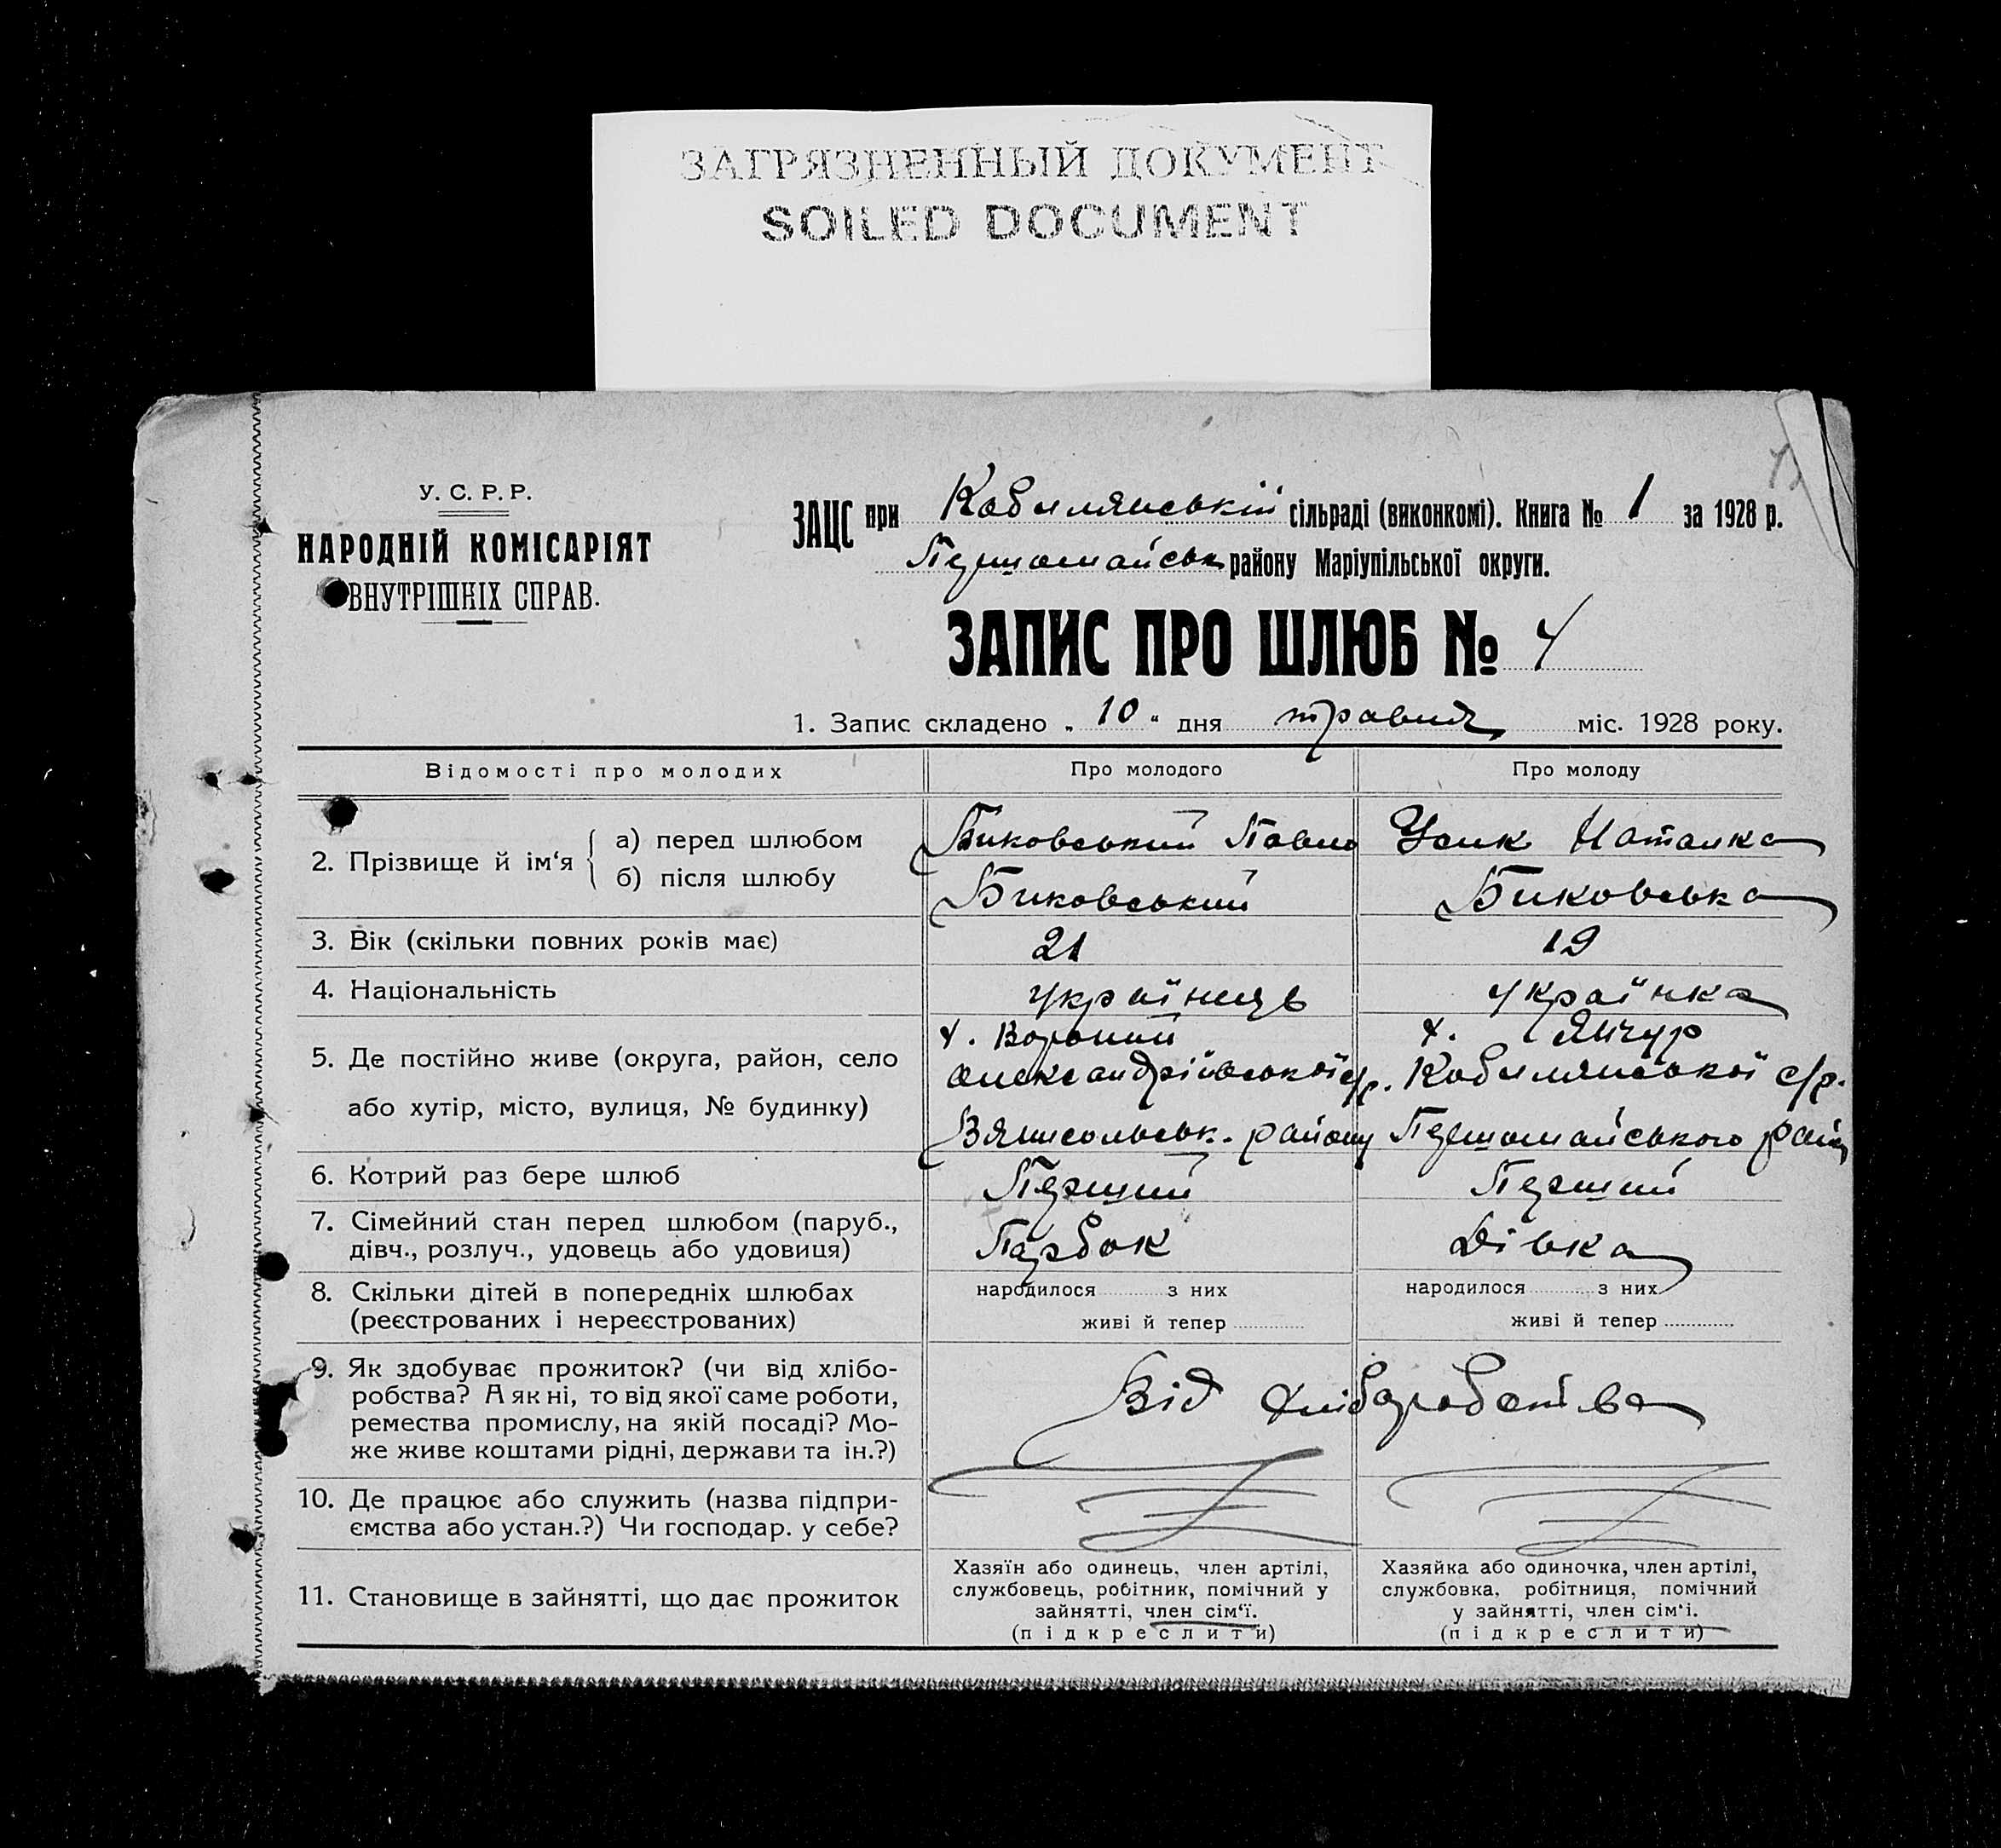 ЗАГРЯЗНЕННЫЙ ДОКУМЕНТ
SOILED DOCUMENT
У. С. Р. Р.
НАРОДНІЙ КОМІСАРІЯТ
ВНУТРІШНІХ СПРАВ.
ЗАЦС при Кобилянській сільраді (виконкомі). Книга № 1 за 1928 р.
Першомайськ району Маріупільської округи.
ЗАПИС ПРО ШЛЮБ № 4
1. Запис складено „ 10 " дня травня міс. 1928 року.
Відомості про молодих Про молодого Про молоду
2. Прізвище й ім'я
а) перед шлюбом Биковський Павло Усик Наталка
б) після шлюбу Биковський Биковська
3. Вік (скільки повних років має) 21 19
4. Національність українець українка
х. Вороний х. Янчур
5. Де постійно живе (округа, район, село Олександрівської с/р. Кобилянської с/р.
або хутір, місто, вулиця, № будинку) району Першомайського рай
6. Котрий раз бере шлюб Перший Перший
7. Сімейний стан перед шлюбом (паруб.,
дівч., розлуч., удовець або удовиця) Парбок Дівка
8. Скільки дітей в попередніх шлюбах народилося з них народилося з них
(реєстрованих і нереєстрованих) живі й тепер живі й тепер
9. Як здобуває прожиток? (чи від хлібо-
робства? А як ні, то від якої саме роботи, Від хліборобства
ремества промислу, на якій посаді? Мо-
же живе коштами рідні, держави та ін.?)
10. Де працює або служить (назва підпри-
ємства або устан.?) Чи господар. у себе?
11. Становище в зайнятті, що дає прожиток
Хазяїн або одинець, член артілі,
службовець, робітник, помічний у
зайнятті, член сім'ї.
(підкреслити)
Хазяйка або одиночка, член артілі,
службовка, робітниця, помічний
у зайнятті, член сім'і.
(підкреслити)